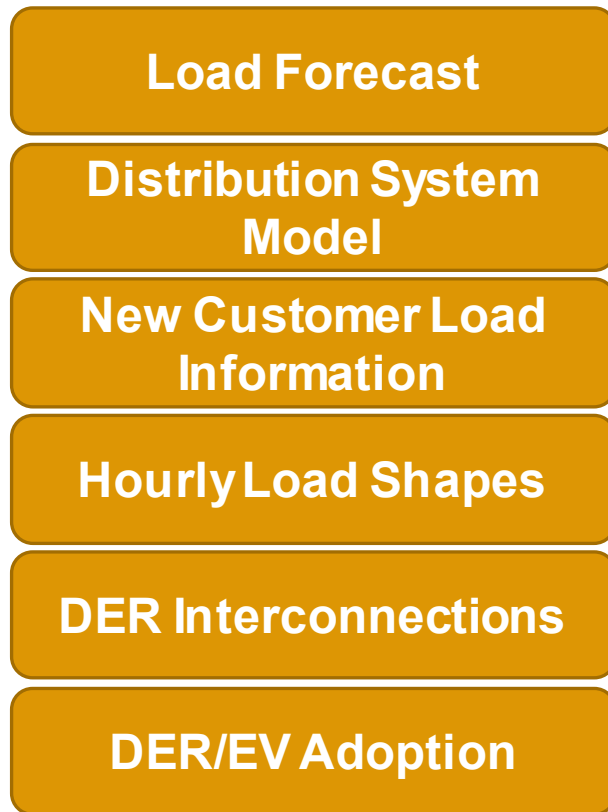 Load Forecast
Distribution System
Model
New Customer Load
Information
Hourly Load Shapes
DER Interconnections
DER/EV Adoption